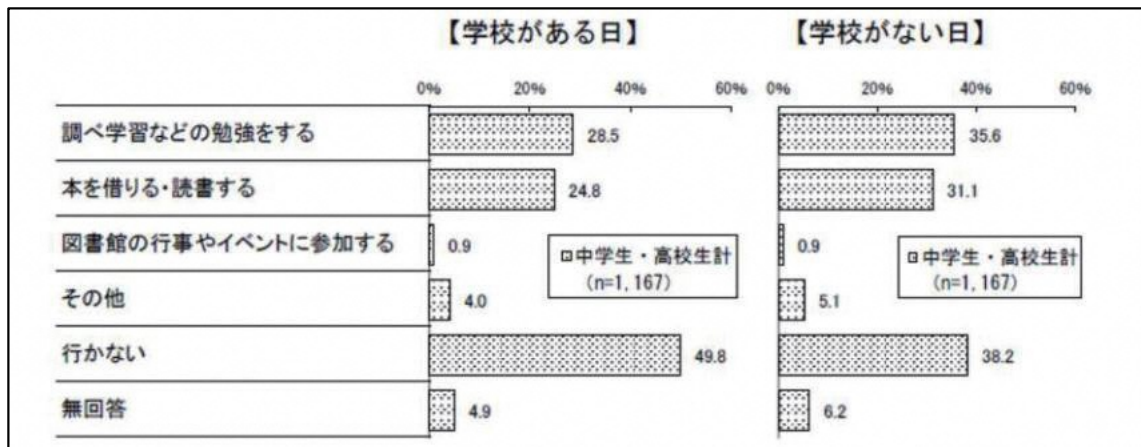 【学校がある日】 【学校がない日】
0% 20% 40% 60% 0% 20% 40% 60%
調べ学習などの勉強をする 28.5 35.6
本を借りる・読書する 24.8 31.1
図書館の行事やイベントに参加する 0.9 0.9
中学生・高校生計 中学生・高校生計
(n=1,167) (n=1,167)
その他 4.0 5.1
行かない 49.8 38.2
無回答 4.9 6.2